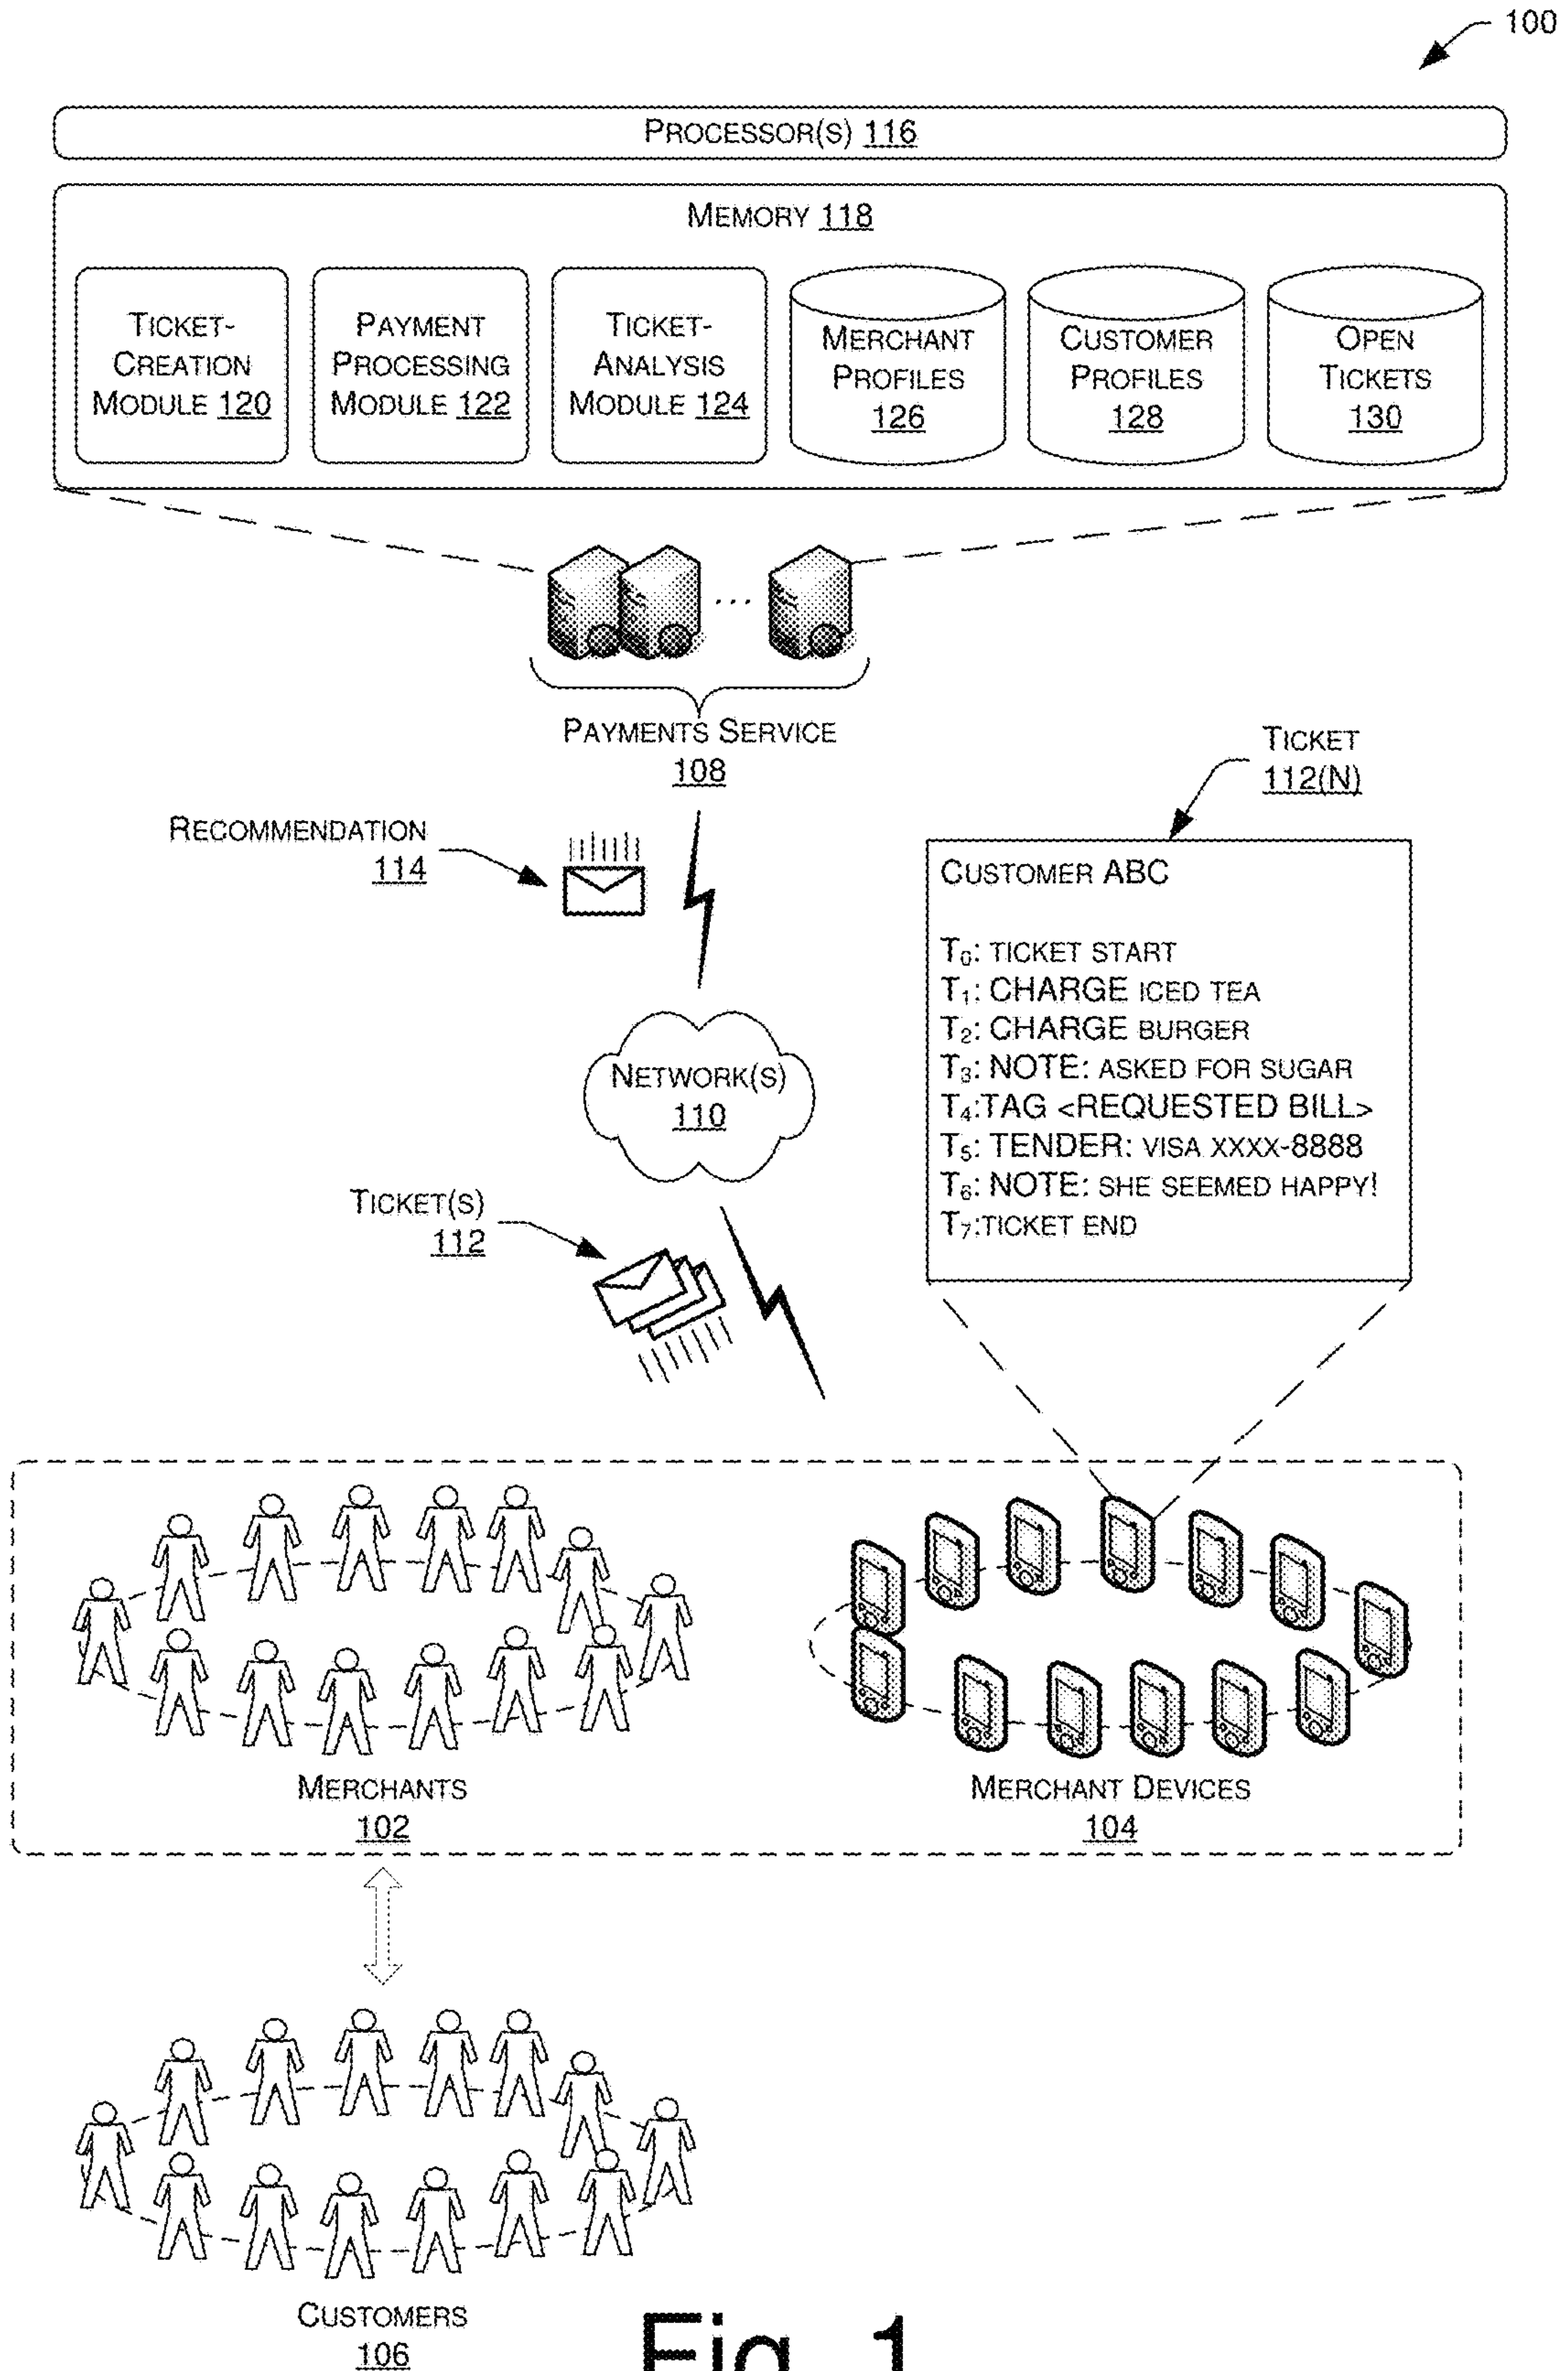 100
PROCESSOR(S) 116
MEMORY 118
TICKET-
CREATION
MODULE 120
PAYMENT
PROCESSING
MODULE 122
TICKET-
ANALYSIS
MODULE 124
MERCHANT
PROFILES
126
CUSTOMER
PROFILES
128
OPEN
TICKETS
130
...
PAYMENTS SERVICE
108
RECOMMENDATION
114
TICKET
112(N)
CUSTOMER ABC
T0: TICKET START
T1: CHARGE ICED TEA
T2: CHARGE BURGER
T3: NOTE: ASKED FOR SUGAR
T4:TAG <REQUESTED BILL>
T5: TENDER: VISA XXXX-8888
T6: NOTE: SHE SEEMED HAPPY!
T7:TICKET END
NETWORK(S)
110
TICKET(S)
112
MERCHANTS
102
MERCHANT DEVICES
104
CUSTOMERS
106
Fig. 1